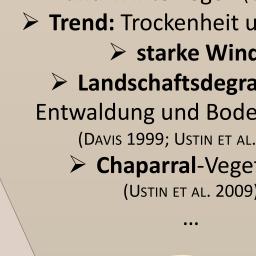 ➢ Trend: Trockenheit u
➢ starke Wind
➢ Landschaftsdegra
Entwaldung und Bode
(DAVIS 1999; USTIN ET AL.
➢ Chaparral-Veget
(USTIN ET AL. 2009)
...